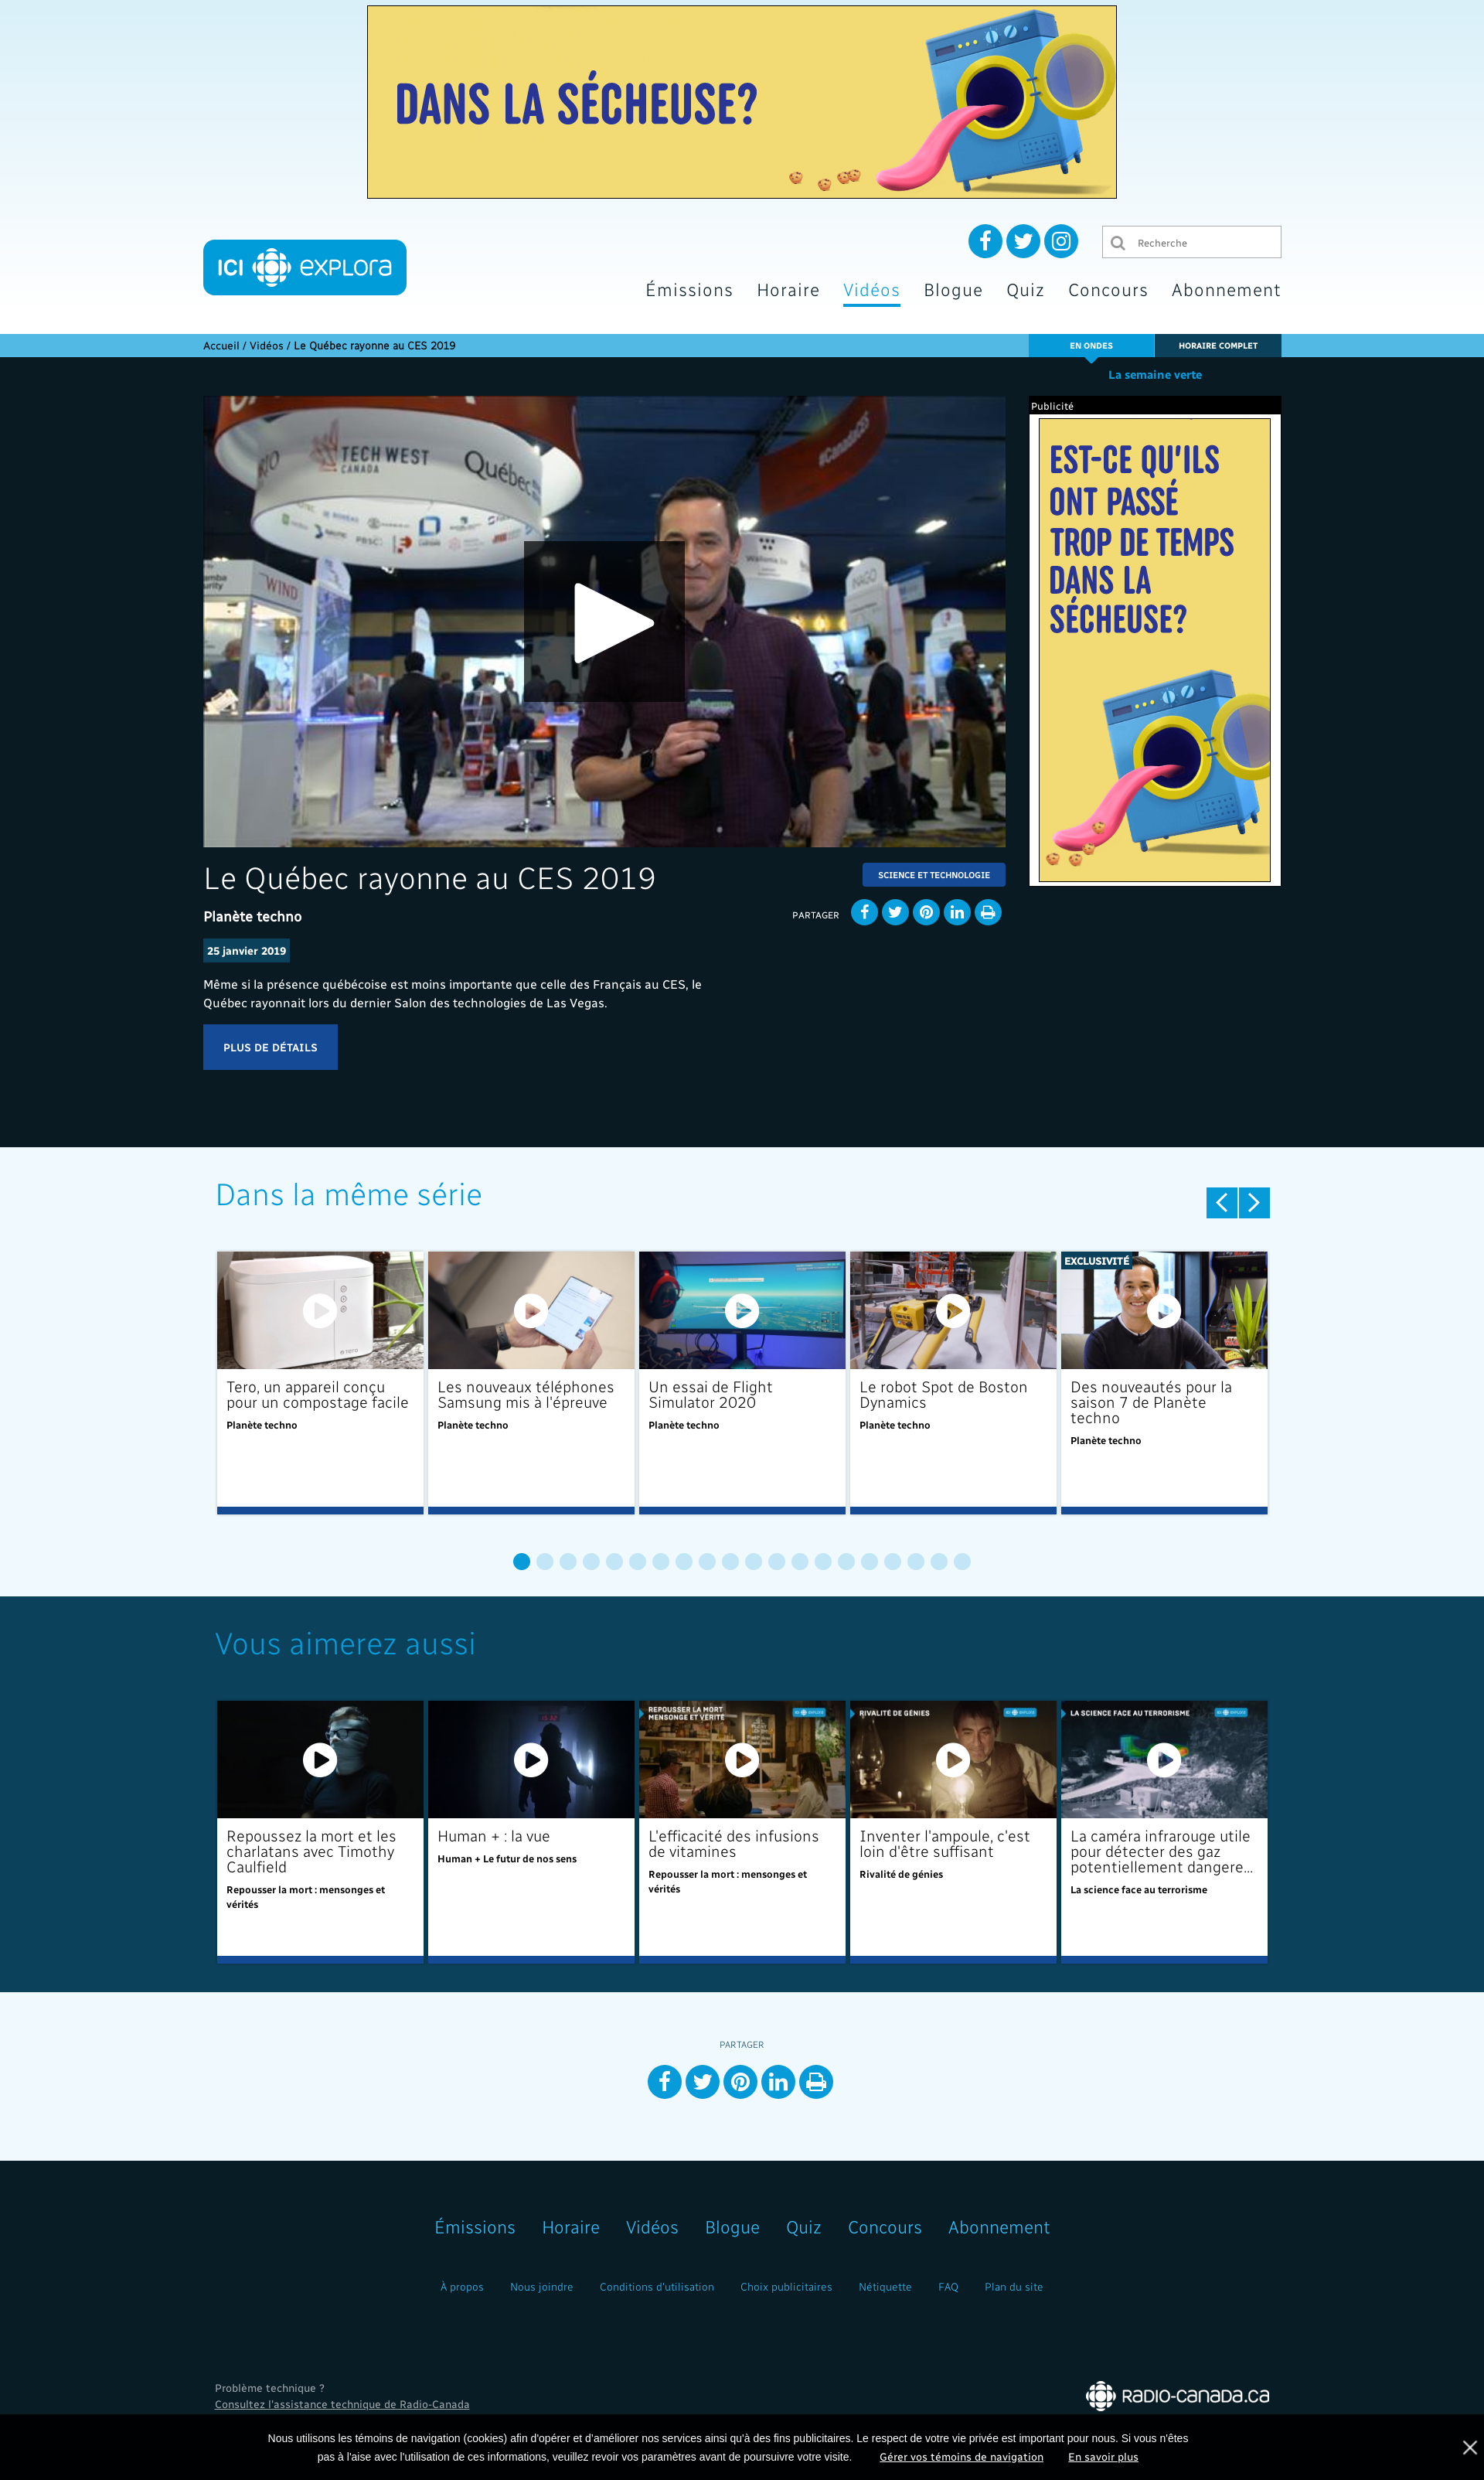 DANS LA SÉCHEUSE?
Recherche
ICI explora
Émissions Horaire Vidéos Blogue Quiz Concours Abonnement
Accueil / Vidéos / Le Québec rayonne au CES 2019
EN ONDES
HORAIRE COMPLET
La semaine verte
TECH WEST
CANADA
Québec
#CanadaCES
WIND
NAGO
Publicité
EST-CE QU'ILS
ONT PASSÉ
TROP DE TEMPS
DANS LA
SÉCHEUSE?
Le Québec rayonne au CES 2019
SCIENCE ET TECHNOLOGIE
Planète techno
PARTAGER
25 janvier 2019
Même si la présence québécoise est moins importante que celle des Français au CES, le
Québec rayonnait lors du dernier Salon des technologies de Las Vegas.
PLUS DE DÉTAILS
Dans la même série
EXCLUSIVITÉ
Tero, un appareil conçu
pour un compostage facile
Planète techno
Les nouveaux téléphones
Samsung mis à l'épreuve
Planète techno
Un essai de Flight
Simulator 2020
Planète techno
Le robot Spot de Boston
Dynamics
Planète techno
Des nouveautés pour la
saison 7 de Planète
techno
Planète techno
Vous aimerez aussi
REPOUSSER LA MORT
MENSONGE ET VÉRITÉ
RIVALITÉ DE GÉNIES
LA SCIENCE FACE AU TERRORISME
Repoussez la mort et les
charlatans avec Timothy
Caulfield
Repousser la mort : mensonges et
vérités
Human + : la vue
Human + Le futur de nos sens
L'efficacité des infusions
de vitamines
Repousser la mort : mensonges et
vérités
Inventer l'ampoule, c'est
loin d'être suffisant
Rivalité de génies
La caméra infrarouge utile
pour détecter des gaz
potentiellement dangere...
La science face au terrorisme
PARTAGER
Émissions Horaire Vidéos Blogue Quiz Concours Abonnement
À propos Nous joindre Conditions d'utilisation Choix publicitaires Nétiquette FAQ Plan du site
Problème technique ?
Consultez l'assistance technique de Radio-Canada
RADIO-CANADA.CA
Nous utilisons les témoins de navigation (cookies) afin d'opérer et d'améliorer nos services ainsi qu'à des fins publicitaires. Le respect de votre vie privée est important pour nous. Si vous n'êtes
pas à l'aise avec l'utilisation de ces informations, veuillez revoir vos paramètres avant de poursuivre votre visite. Gérer vos témoins de navigation En savoir plus